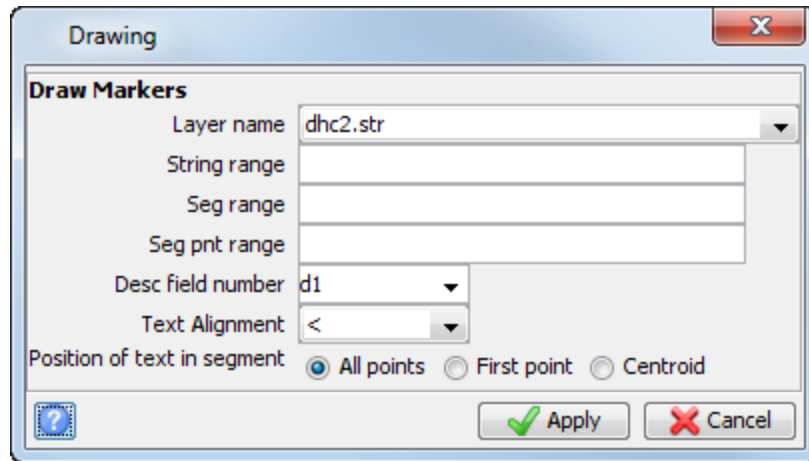 Drawing
Draw Markers
Layer name dhc2.str
String range
Seg range
Seg pnt range
Desc field number d1
Text Alignment <
Position of text in segment All points First point Centroid
? Apply Cancel